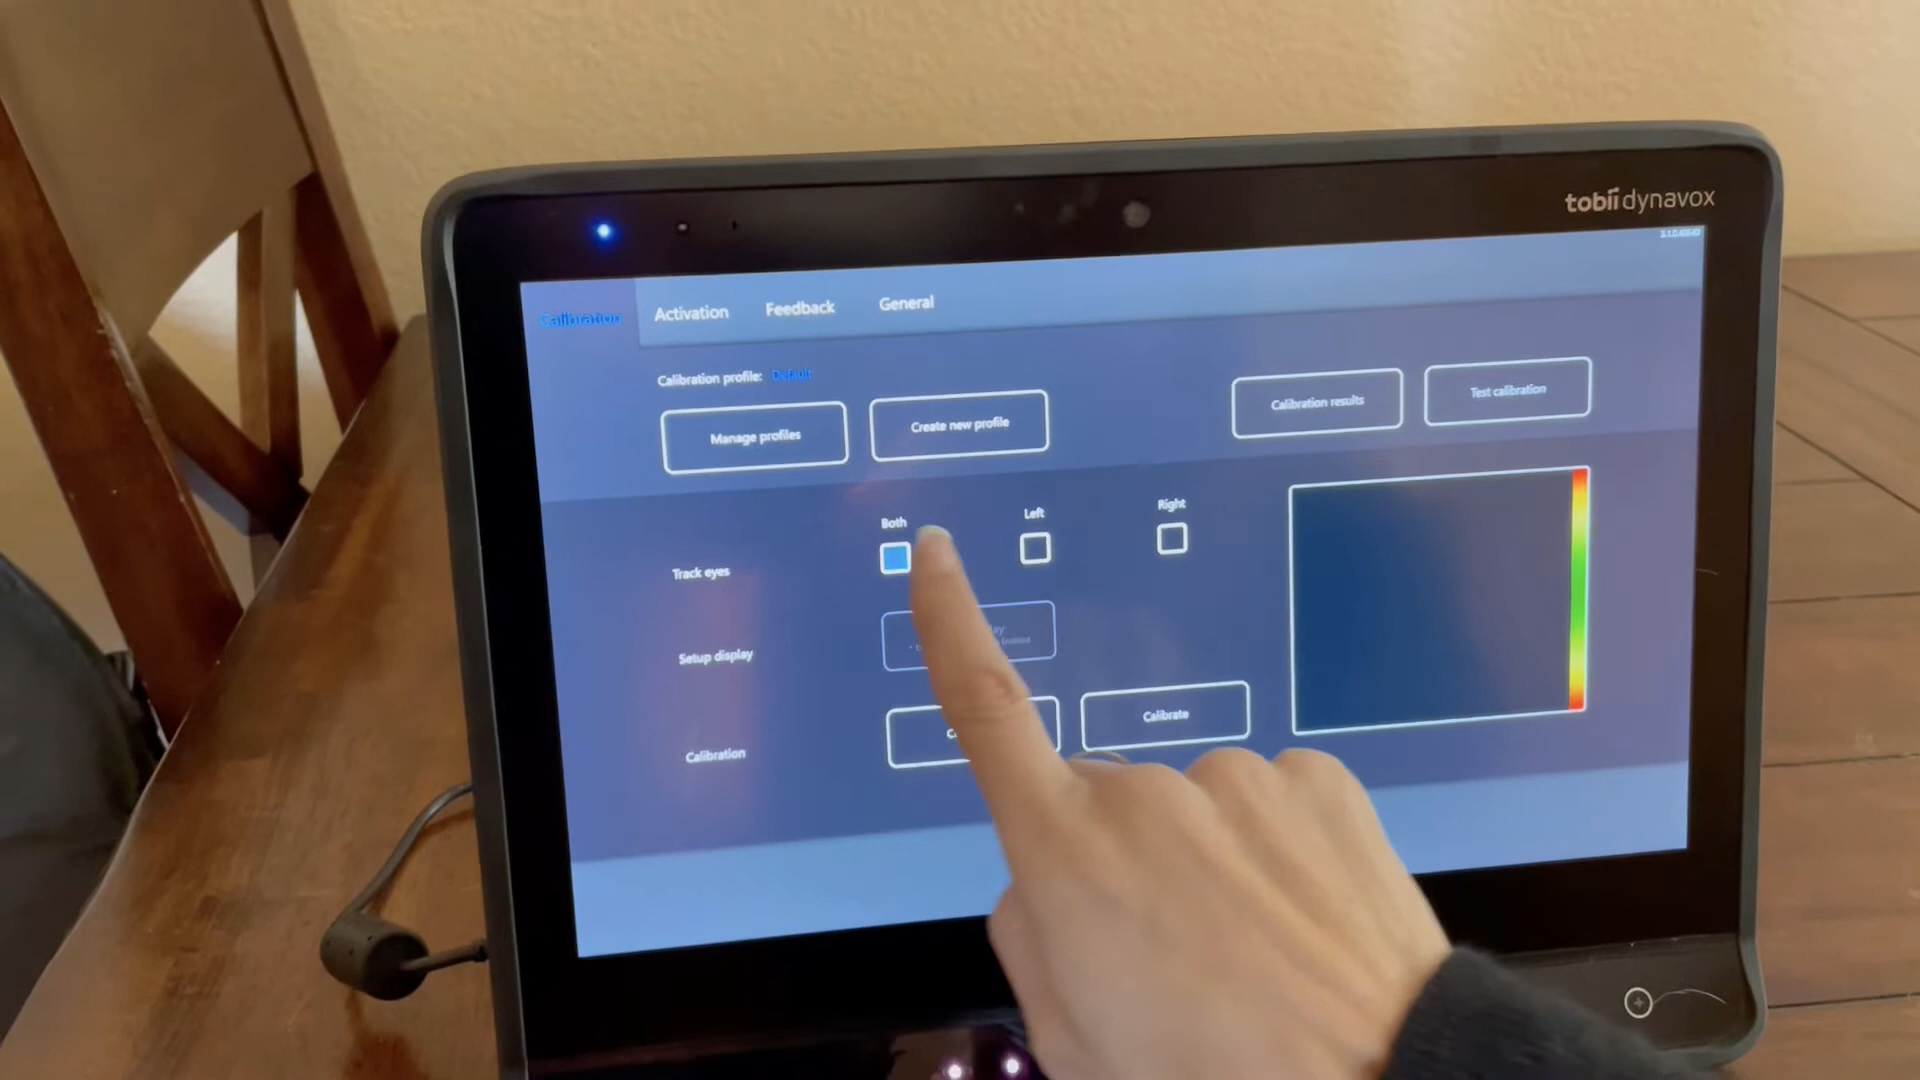 tobii dynavox
Calibration
Activation
Feedback
General
Calibration profile: Default
Manage profiles
Create new profile
Calibration results
Test calibration
Track eyes
Both
Left
Right
Setup display
Calibration
Calibrate